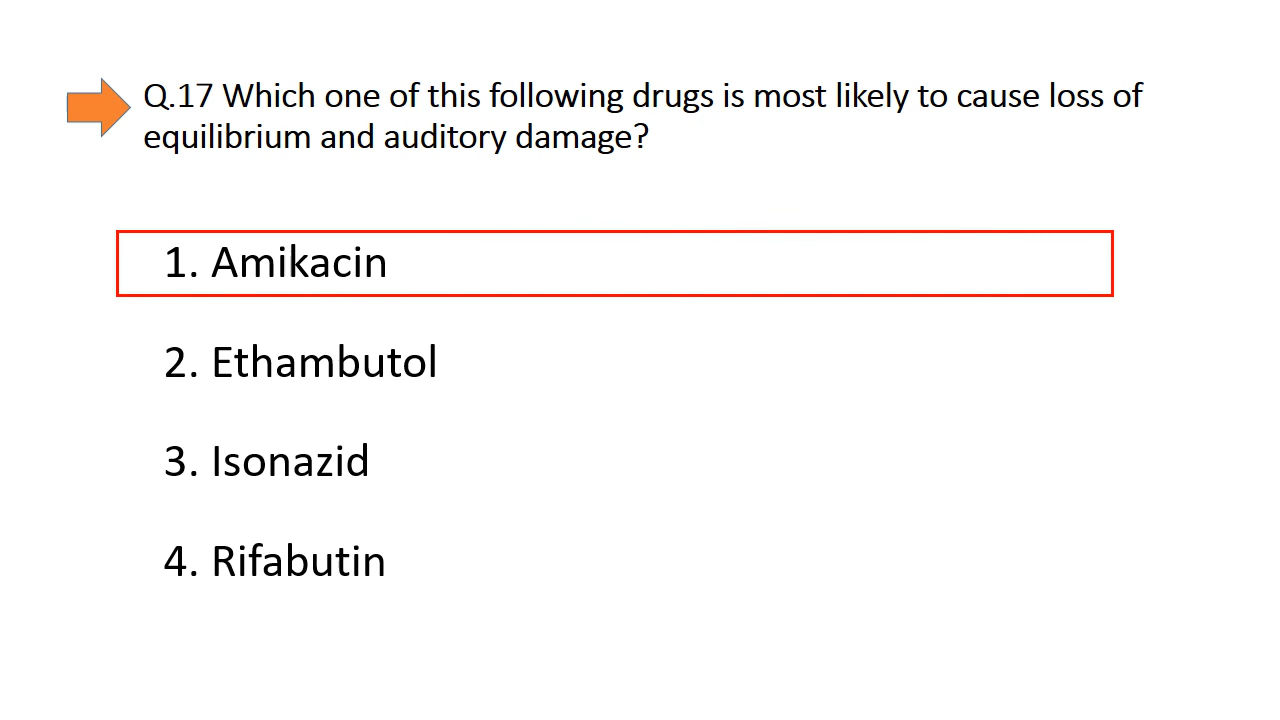 Q.17 Which one of this following drugs is most likely to cause loss of
equilibrium and auditory damage?
1. Amikacin
2. Ethambutol
3. Isonazid
4. Rifabutin